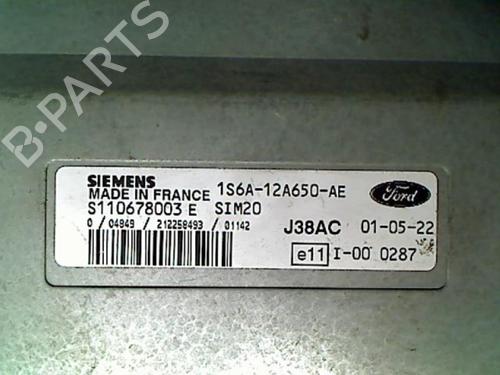 B-PARTS
SIEMENS
MADE IN FRANCE 1S6A-12A650-AE
S110678003 E SIM20
Ford
0 / 04849 / 212258493 / 01142
J38AC 01-05-22
e11 I-00 0287